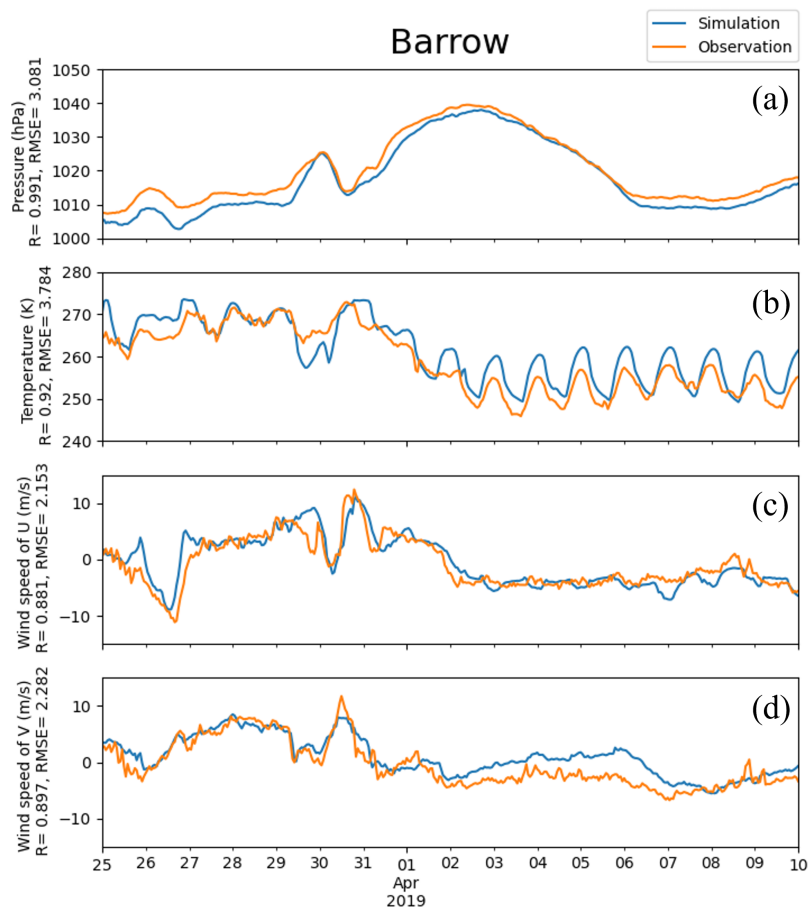 Simulation
Observation
Barrow
Pressure (hPa)
R= 0.991, RMSE= 3.081
1050
1040
1030
1020
1010
1000
(a)
Temperature (K)
R= 0.92, RMSE= 3.784
280
270
260
250
240
(b)
Wind speed of U (m/s)
R= 0.881, RMSE= 2.153
10
0
−10
(c)
Wind speed of V (m/s)
R= 0.897, RMSE= 2.282
10
0
−10
(d)
25 26 27 28 29 30 31 01 02 03 04 05 06 07 08 09 10
Apr
2019